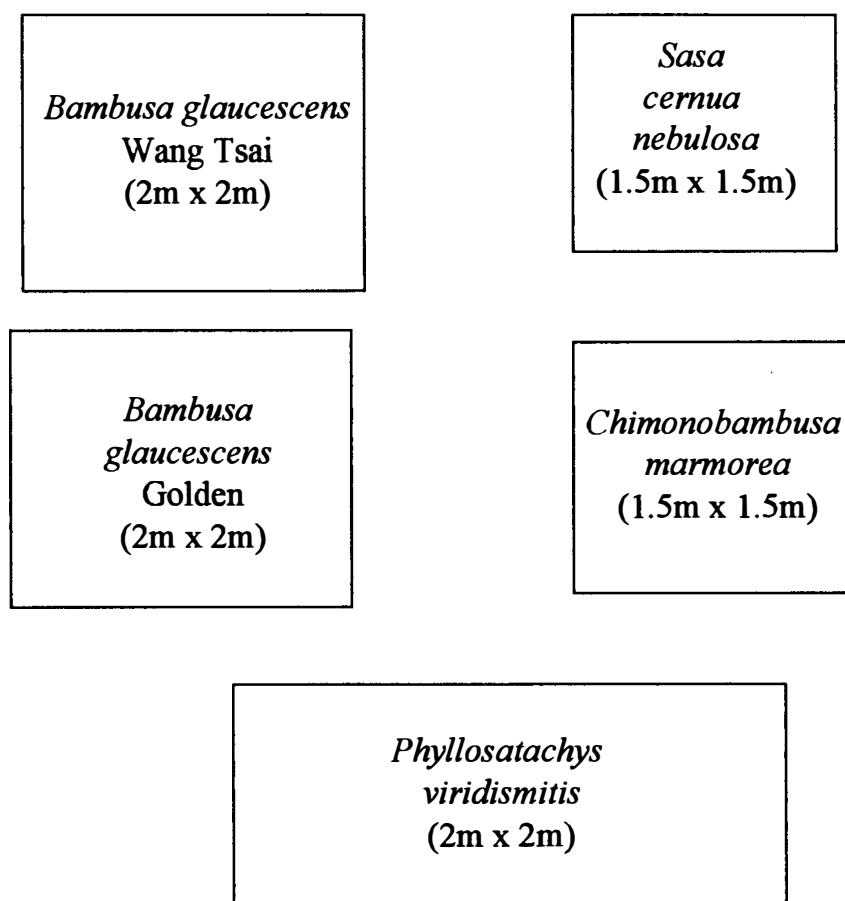 Bambusa glaucescens
Wang Tsai
(2m x 2m)
Sasa
cernua
nebulosa
(1.5m x 1.5m)
Bambusa
glaucescens
Golden
(2m x 2m)
Chimonobambusa
marmorea
(1.5m x 1.5m)
Phyllosatachys
viridismitis
(2m x 2m)